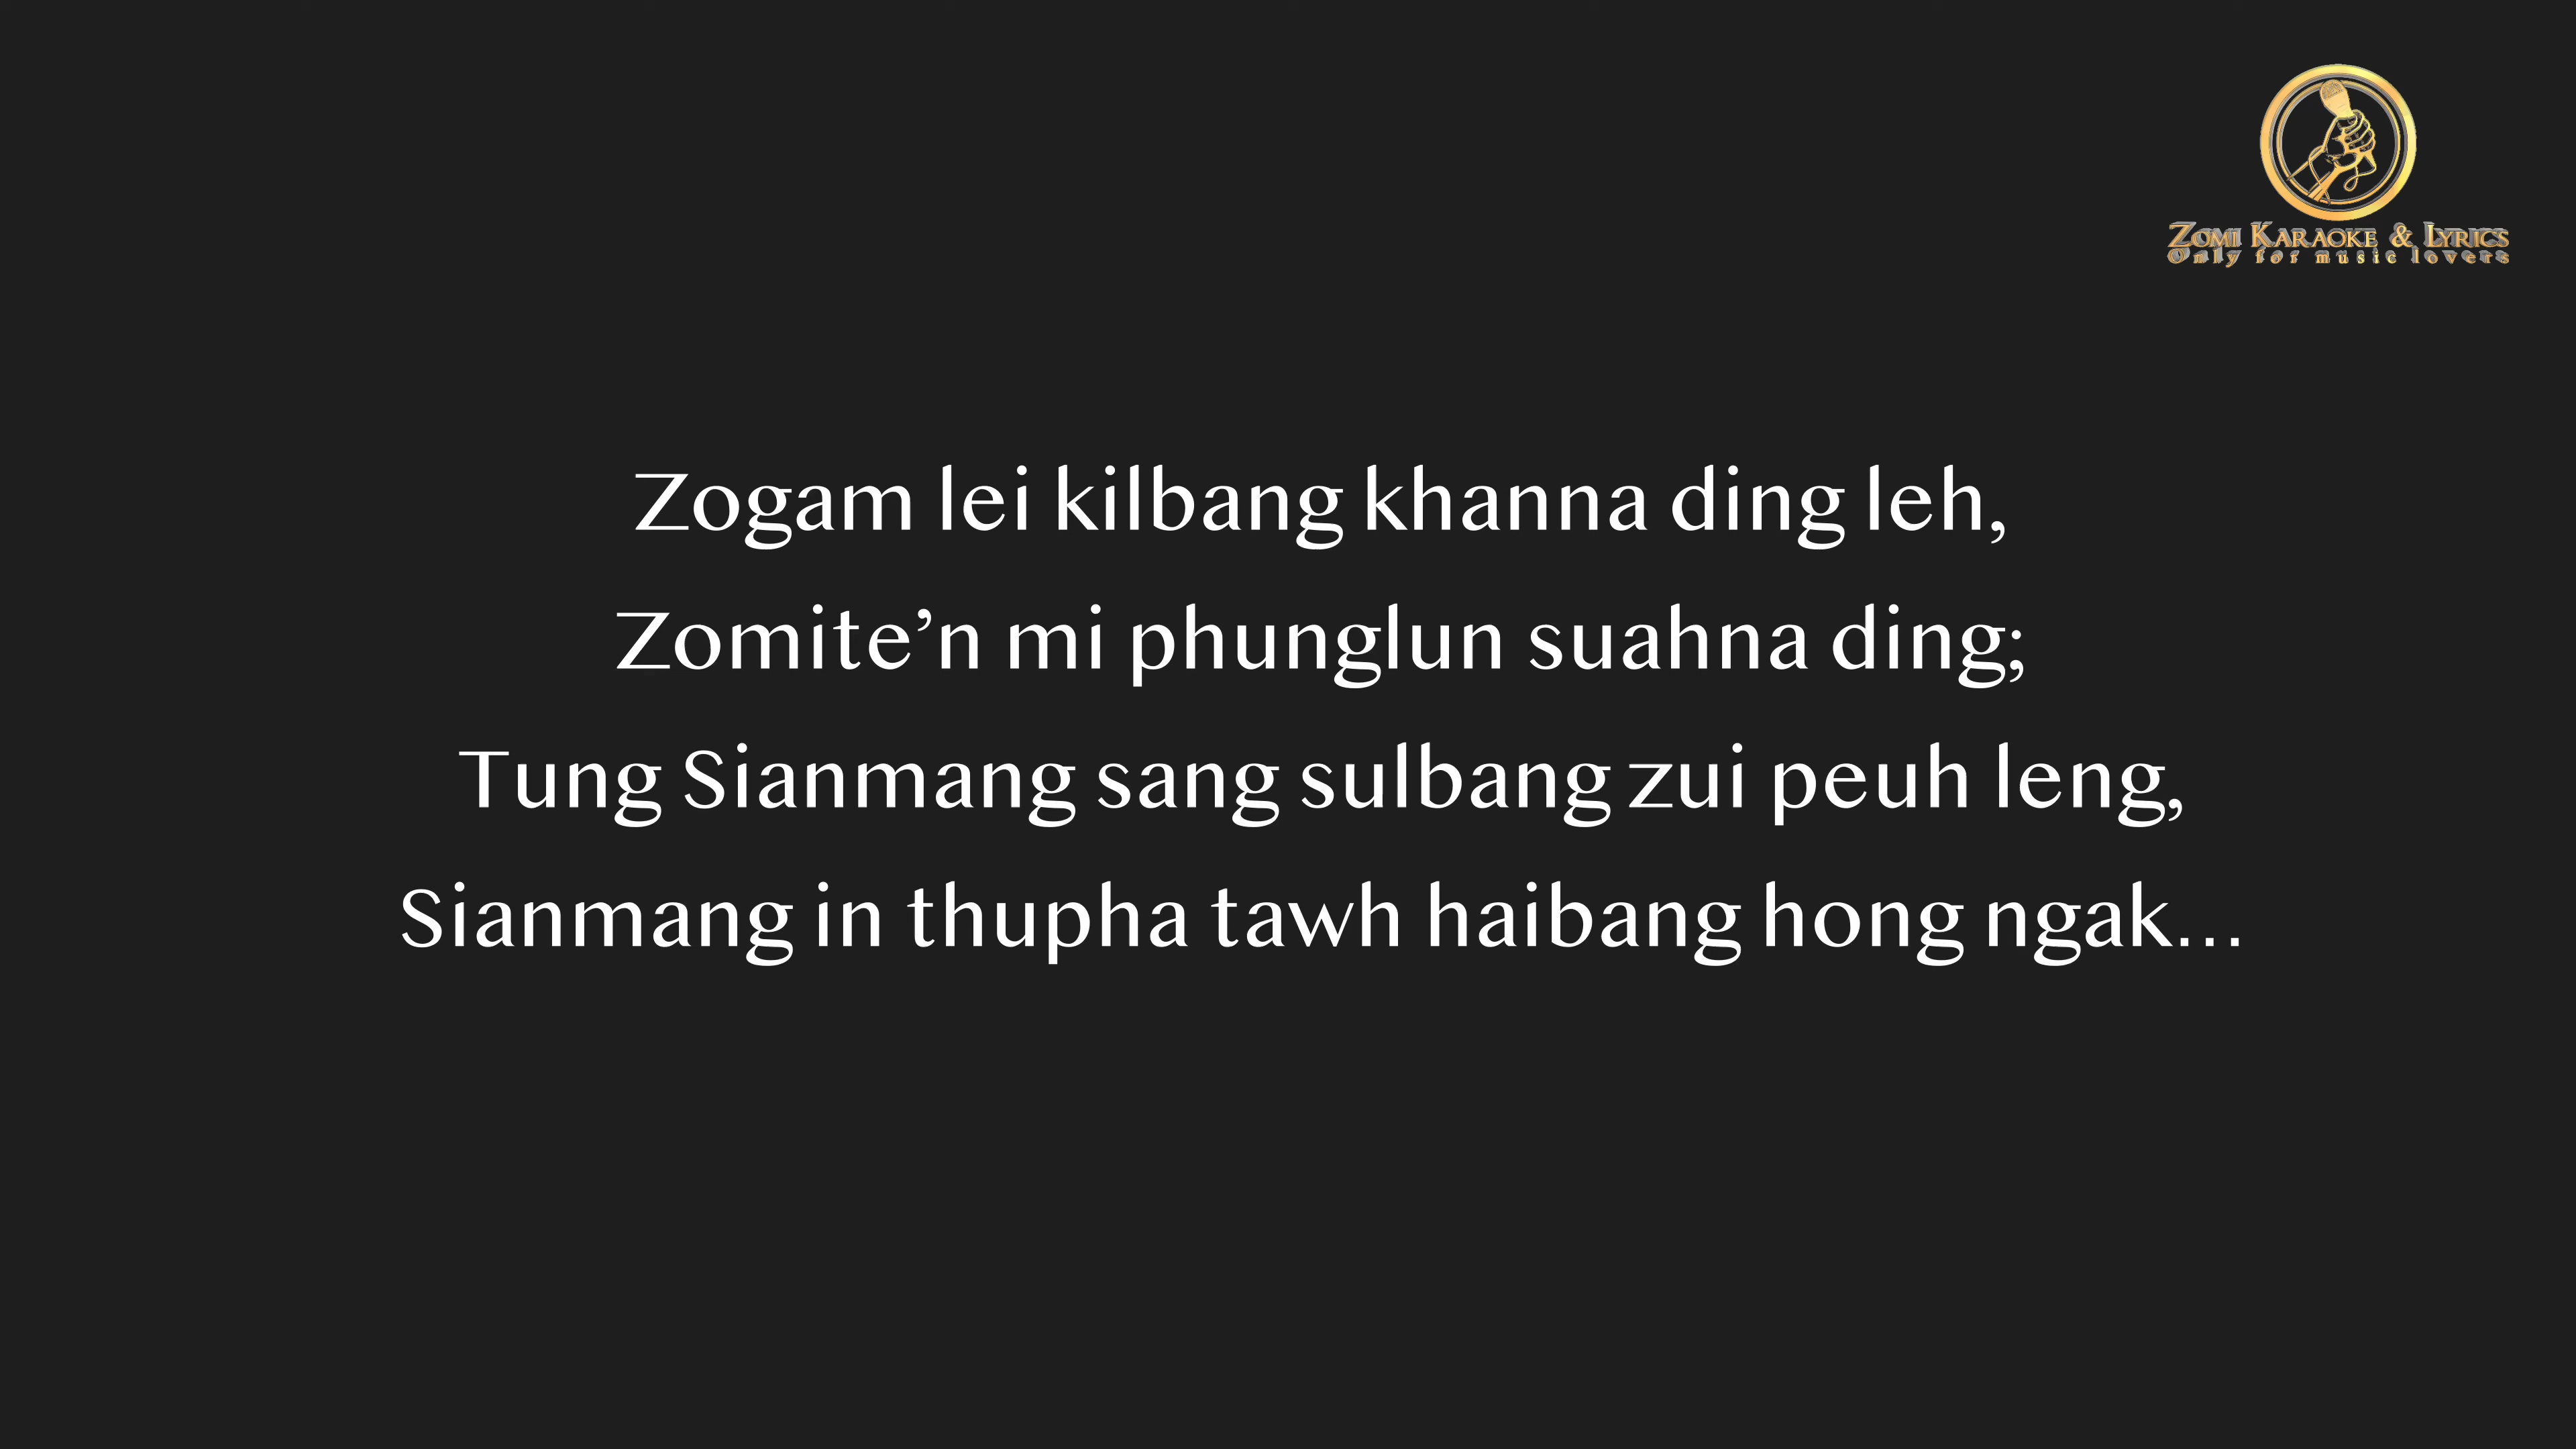 ZOMI KARAOKE & LYRICS
Only for music lovers
Zogam lei kilbang khanna ding leh,
Zomite’n mi phunglun suahna ding;
Tung Sianmang sang sulbang zui peuh leng,
Sianmang in thupha tawh haibang hong ngak...